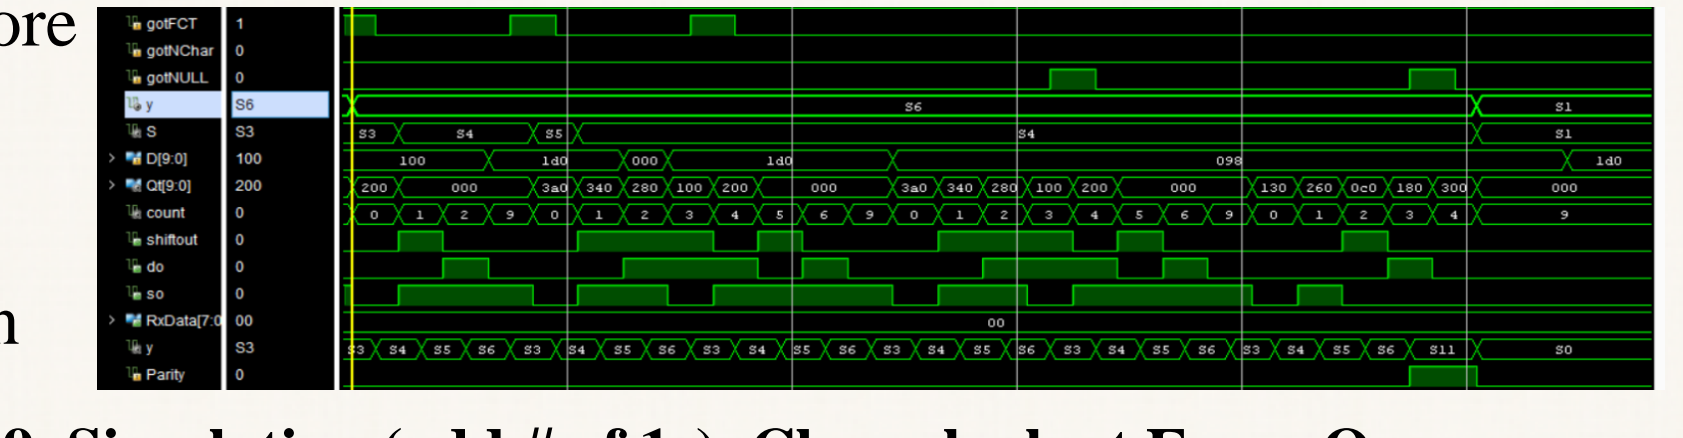 ore
gotFCT 1
gotNChar 0
gotNULL 0
y S6 S6 S1
S S3 S3 S4 S5 S4 S1
D[9:0] 100 100 1d0 000 1d0 098 1d0
Qt[9:0] 200 200 000 3a0 340 280 100 200 000 3a0 340 280 100 200 000 130 260 0c0 180 300 000
count 0 0 1 2 9 0 1 2 3 4 5 6 9 0 1 2 3 4 5 6 9 0 1 2 3 4 9
shiftout 0
do 0
so 0
RxData[7:0 00 00
y S3 S3 S4 S5 S6 S3 S4 S5 S6 S3 S4 S5 S6 S3 S4 S5 S6 S3 S4 S5 S6 S3 S4 S5 S6 S11 S0
Parity 0